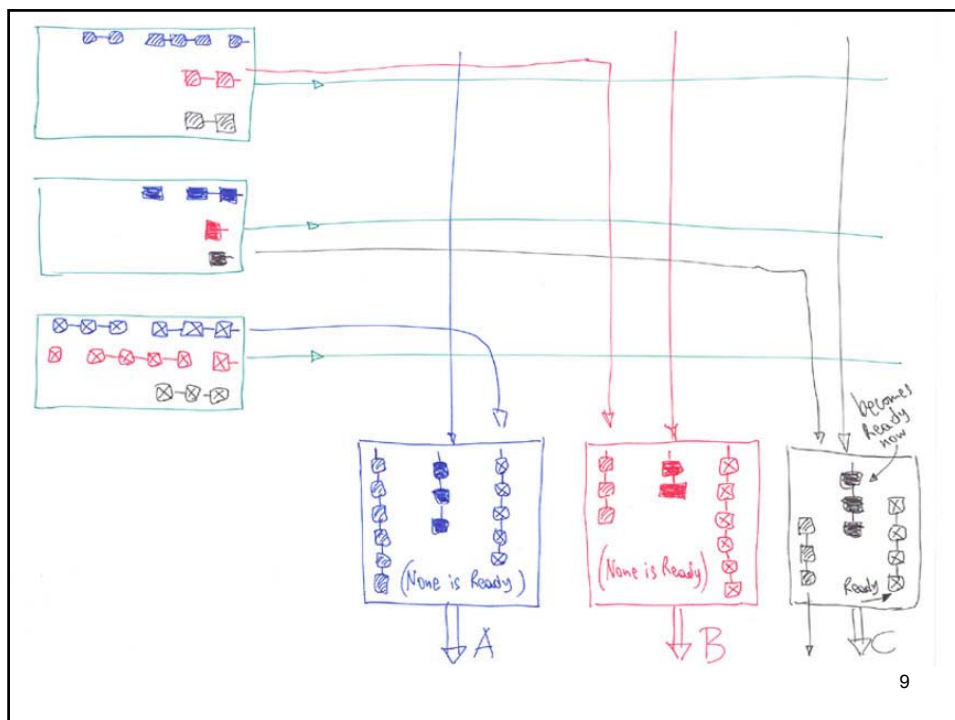 becomes
Ready
now
(None is Ready)
(None is Ready)
Ready
A
B
C
9